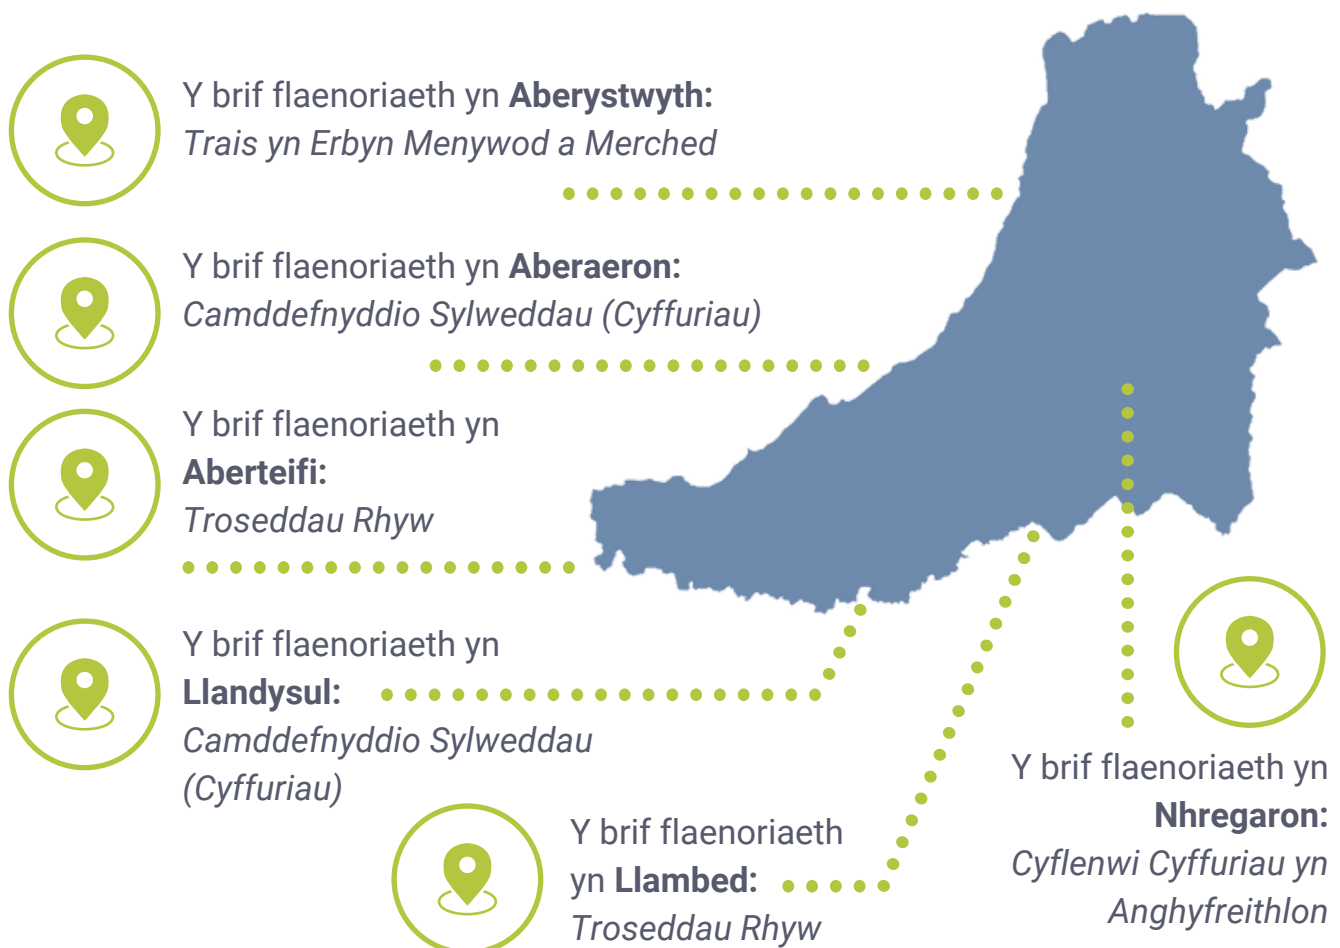 Y brif flaenoriaeth yn Aberystwyth:
Trais yn Erbyn Menywod a Merched
Y brif flaenoriaeth yn Aberaeron:
Camddefnyddio Sylweddau (Cyffuriau)
Y brif flaenoriaeth yn
Aberteifi:
Troseddau Rhyw
Y brif flaenoriaeth yn
Llandysul:
Camddefnyddio Sylweddau
(Cyffuriau)
Y brif flaenoriaeth
yn Llambed:
Troseddau Rhyw
Y brif flaenoriaeth yn
Nhregaron:
Cyflenwi Cyffuriau yn
Anghyfreithlon